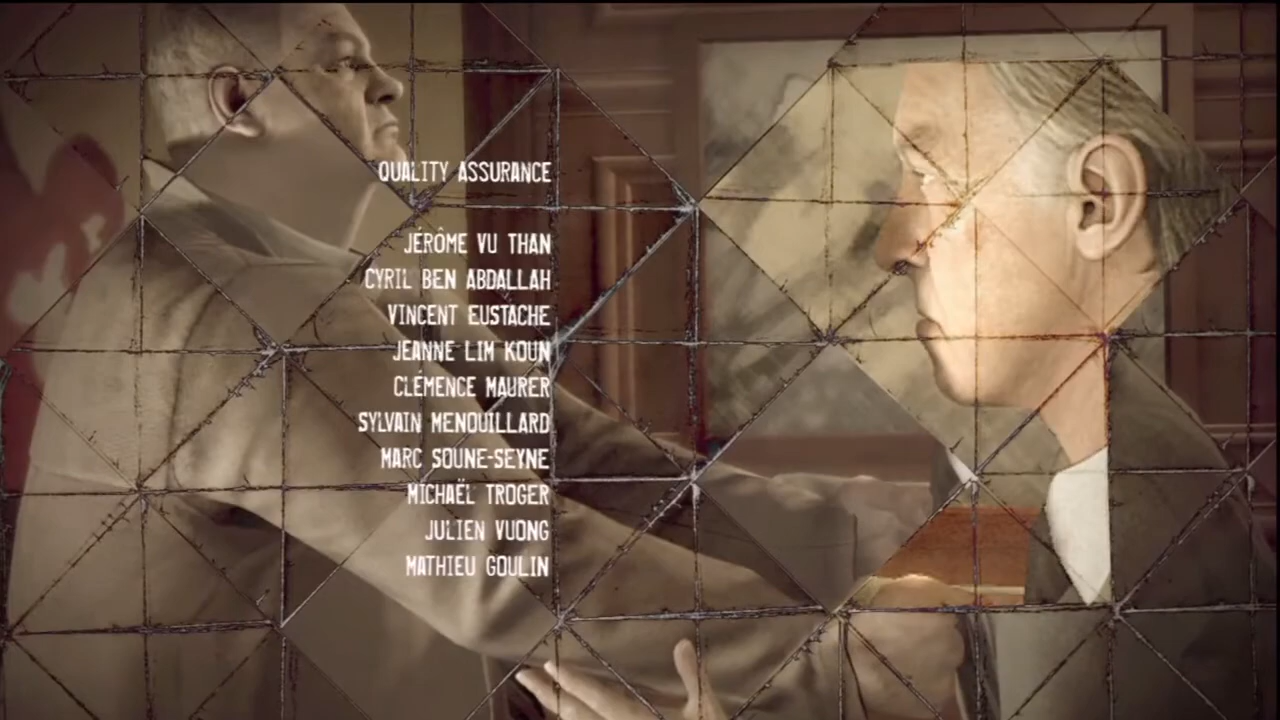 QUALITY ASSURANCE
JÉRÔME VU THAN
CYRIL BEN ABDALLAH
VINCENT EUSTACHE
JEANNE LIM KOUN
CLÉMENCE MAURER
SYLVAIN MENOUILLARD
MARC SOUNE-SEYNE
MICHAËL TROGER
JULIEN VUONG
MATHIEU GOULIN